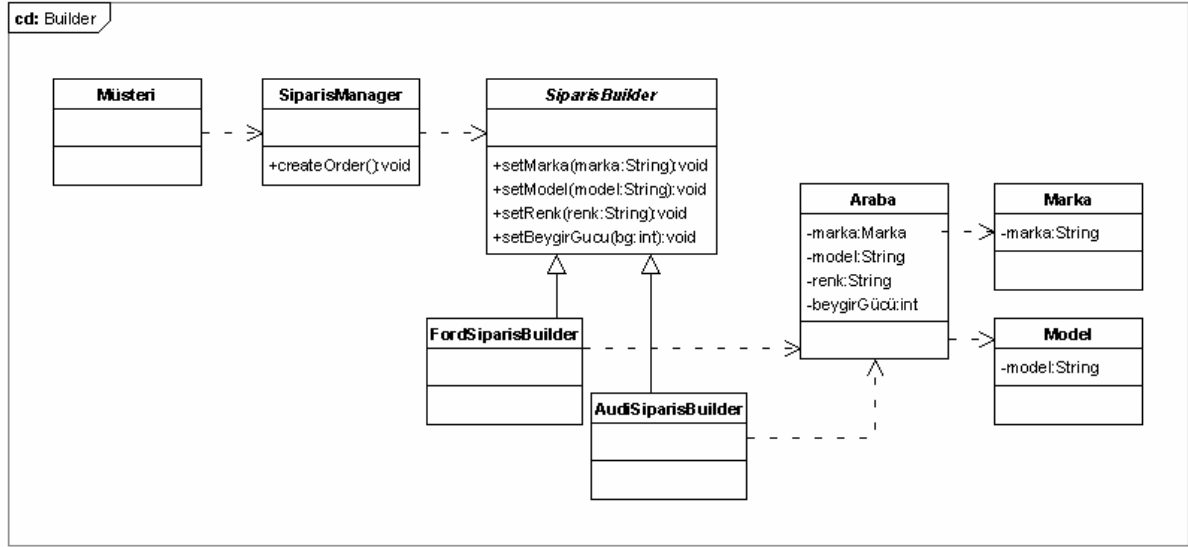 cd: Builder
Müsteri
SiparisManager
+createOrder():void
SiparisBuilder
+setMarka(marka:String):void
+setModel(model:String):void
+setRenk(renk:String):void
+setBeygirGucu(bg:int):void
Araba
-marka:Marka
-model:String
-renk:String
-beygirGücü:int
Marka
-marka:String
FordSiparisBuilder
Model
-model:String
AudiSiparisBuilder